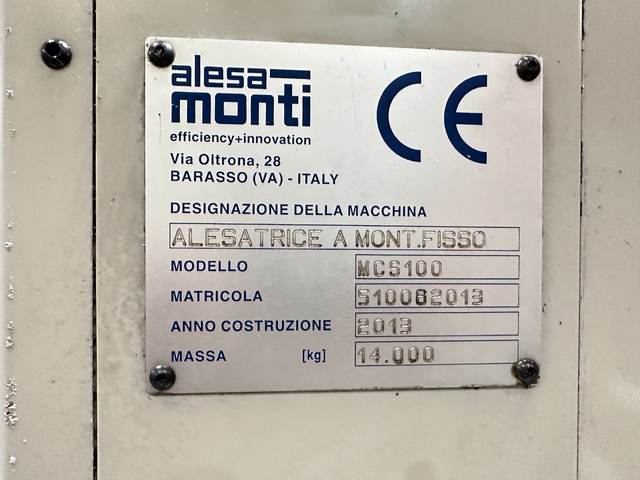 alesa
monti
efficiency+innovation
CE
Via Oltrona, 28
BARASSO (VA) - ITALY
DESIGNAZIONE DELLA MACCHINA
ALESATRICE A MONT.FISSO
MODELLO MCS100
MATRICOLA 510082013
ANNO COSTRUZIONE 2013
MASSA [kg] 14.000